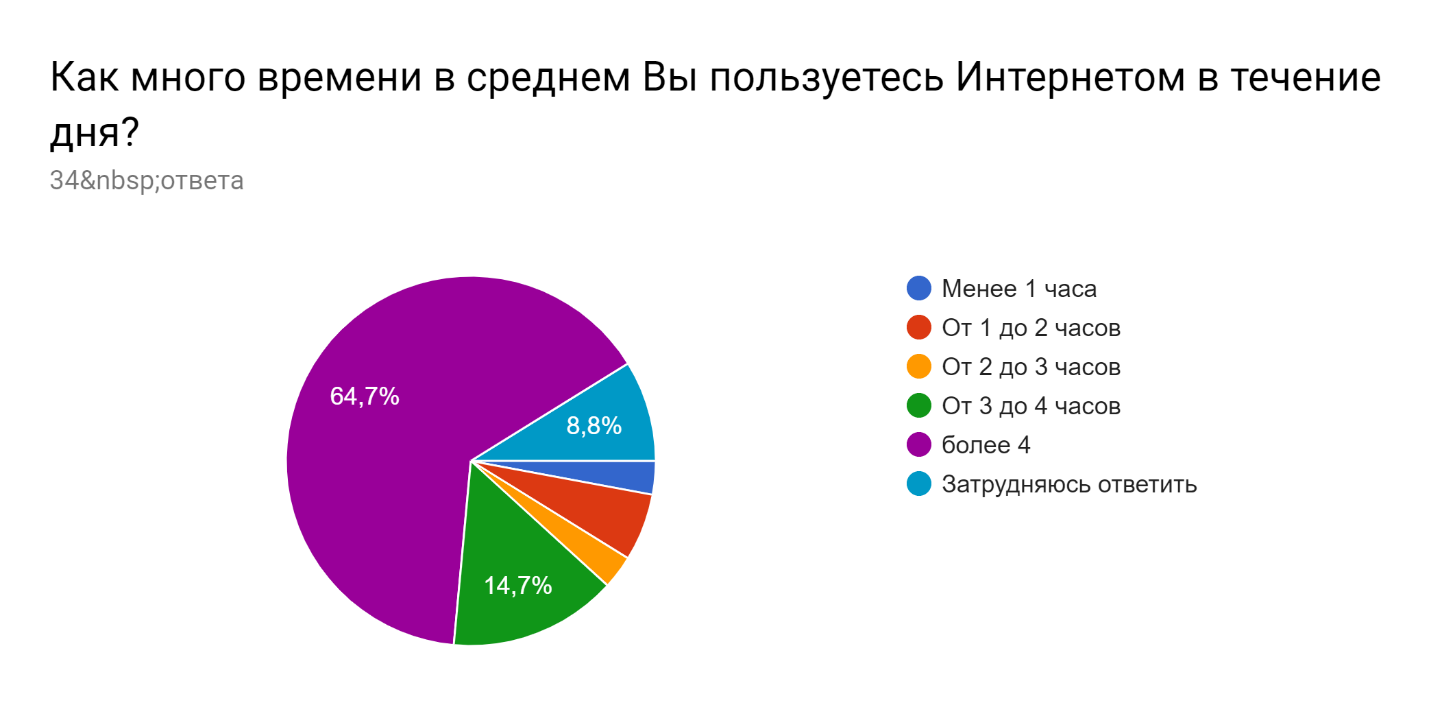 Как много времени в среднем Вы пользуетесь Интернетом в течение
дня?
34&nbsp;ответа
64,7%
8,8%
14,7%
Менее 1 часа
От 1 до 2 часов
От 2 до 3 часов
От 3 до 4 часов
более 4
Затрудняюсь ответить